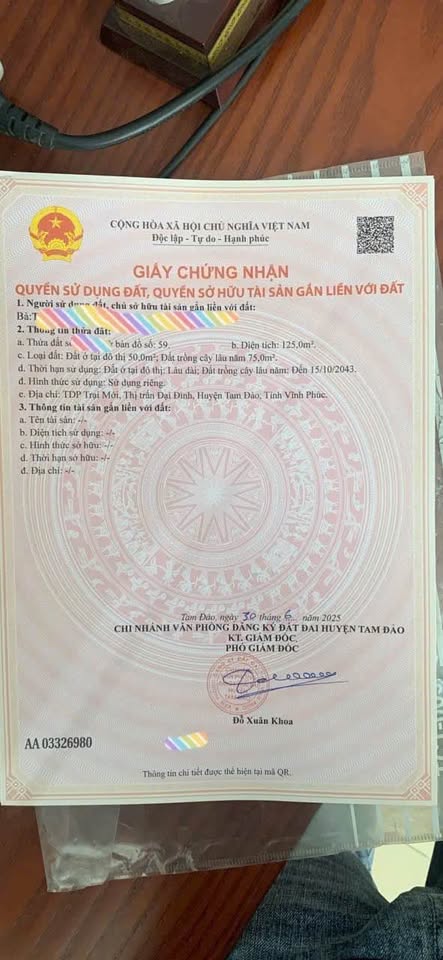 CỘNG HÒA XÃ HỘI CHỦ NGHĨA VIỆT NAM
Độc lập - Tự do - Hạnh phúc
GIẤY CHỨNG NHẬN
QUYỀN SỬ DỤNG ĐẤT, QUYỀN SỞ HỮU TÀI SẢN GẮN LIỀN VỚI ĐẤT
1. Người sử dụng đất, chủ sở hữu tài sản gắn liền với đất:
Bà:
2. Thông tin thửa đất:
a. Thửa đất số bản đồ số: 59. b. Diện tích: 125,0m².
c. Loại đất: Đất ở tại đô thị 50,0m²; Đất trồng cây lâu năm 75,0m².
d. Thời hạn sử dụng: Đất ở tại đô thị: Lâu dài; Đất trồng cây lâu năm: Đến 15/10/2043.
đ. Hình thức sử dụng: Sử dụng riêng.
e. Địa chỉ: TDP Trại Mới, Thị trấn Đại Đình, Huyện Tam Đảo, Tỉnh Vĩnh Phúc.
3. Thông tin tài sản gắn liền với đất:
a. Tên tài sản: -/-
b. Diện tích sử dụng: -/-
c. Hình thức sở hữu: -/-
d. Thời hạn sở hữu: -/-
đ. Địa chỉ: -/-
Tam Đảo, ngày 30 tháng 6 năm 2025
CHI NHÁNH VĂN PHÒNG ĐĂNG KÝ ĐẤT ĐAI HUYỆN TAM ĐẢO
KT. GIÁM ĐỐC
PHÓ GIÁM ĐỐC
Đỗ Xuân Khoa
AA 03326980
Thông tin chi tiết được thể hiện tại mã QR.